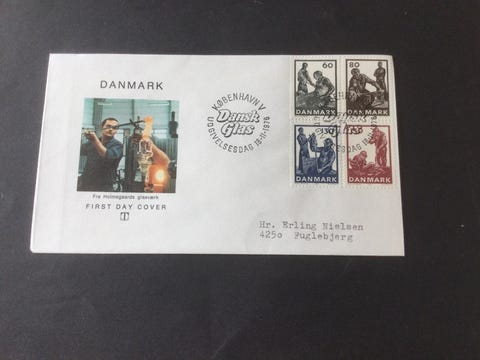 DANMARK
Fra Holmegaards glasværk
FIRST DAY COVER
KØBENHAVN V
Dansk
Glas
UDGIVELSESDAG 18-11-1976
60
DANMARK
80
DANMARK
DANMARK
DANMARK
Hr. Erling Nielsen
4250 Fuglebjerg